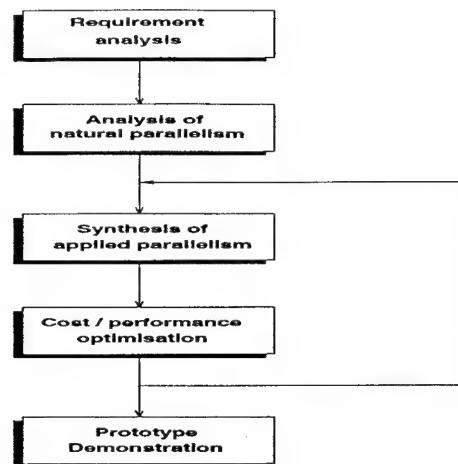 Requirement
analysis
Analysis of
natural parallelism
Synthesis of
applied parallelism
Cost / performance
optimisation
Prototype
Demonstration